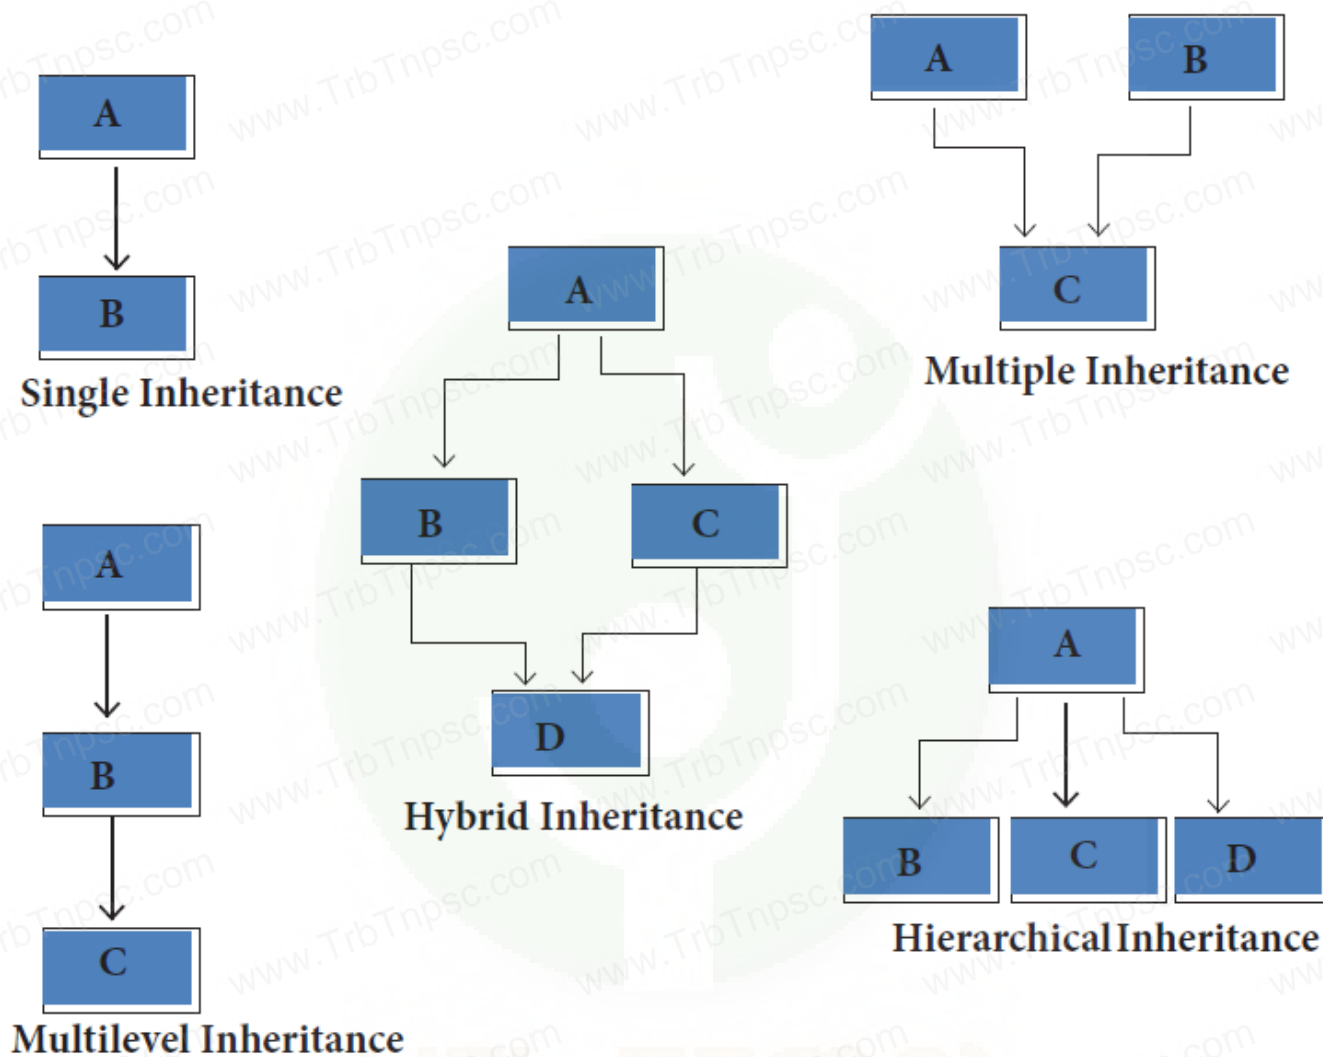 A
B
Single Inheritance
A
B
C
Multilevel Inheritance
A
B C
D
Hybrid Inheritance
A B
C
Multiple Inheritance
A
B C D
Hierarchical Inheritance
www.TrbTnpsc.com